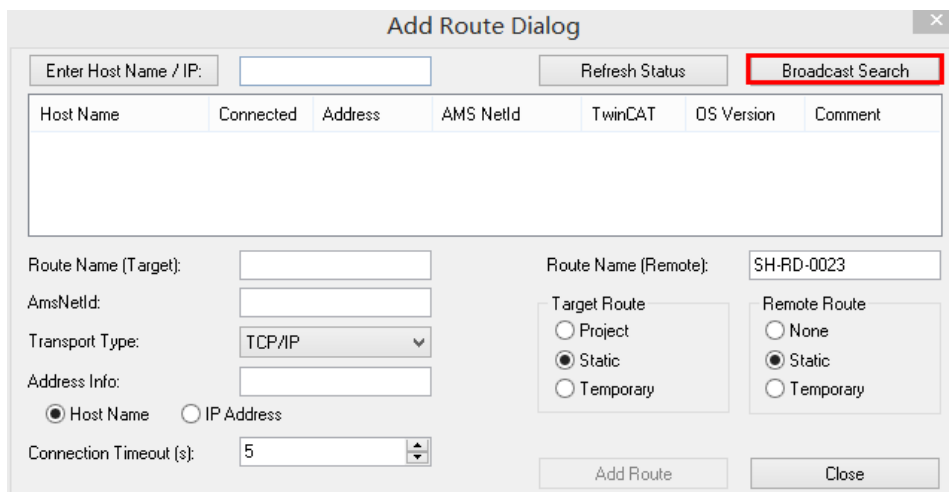 Add Route Dialog
Enter Host Name / IP: Refresh Status Broadcast Search
Host Name Connected Address AMS NetId TwinCAT OS Version Comment
Route Name (Target): Route Name (Remote): SH-RD-0023
AmsNetId: Target Route Remote Route
Project None
Transport Type: TCP/IP
Static Static
Address Info: Temporary Temporary
Host Name IP Address
Connection Timeout (s): 5
Add Route Close